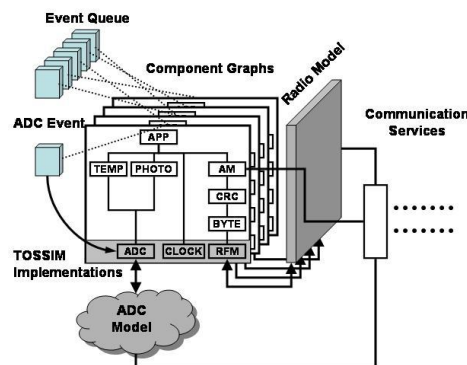 Event Queue
Component Graphs
Radio Model
Communication
Services
ADC Event
APP
TEMP
PHOTO
AM
CRC
BYTE
TOSSIM
Implementations
ADC
CLOCK
RFM
ADC
Model